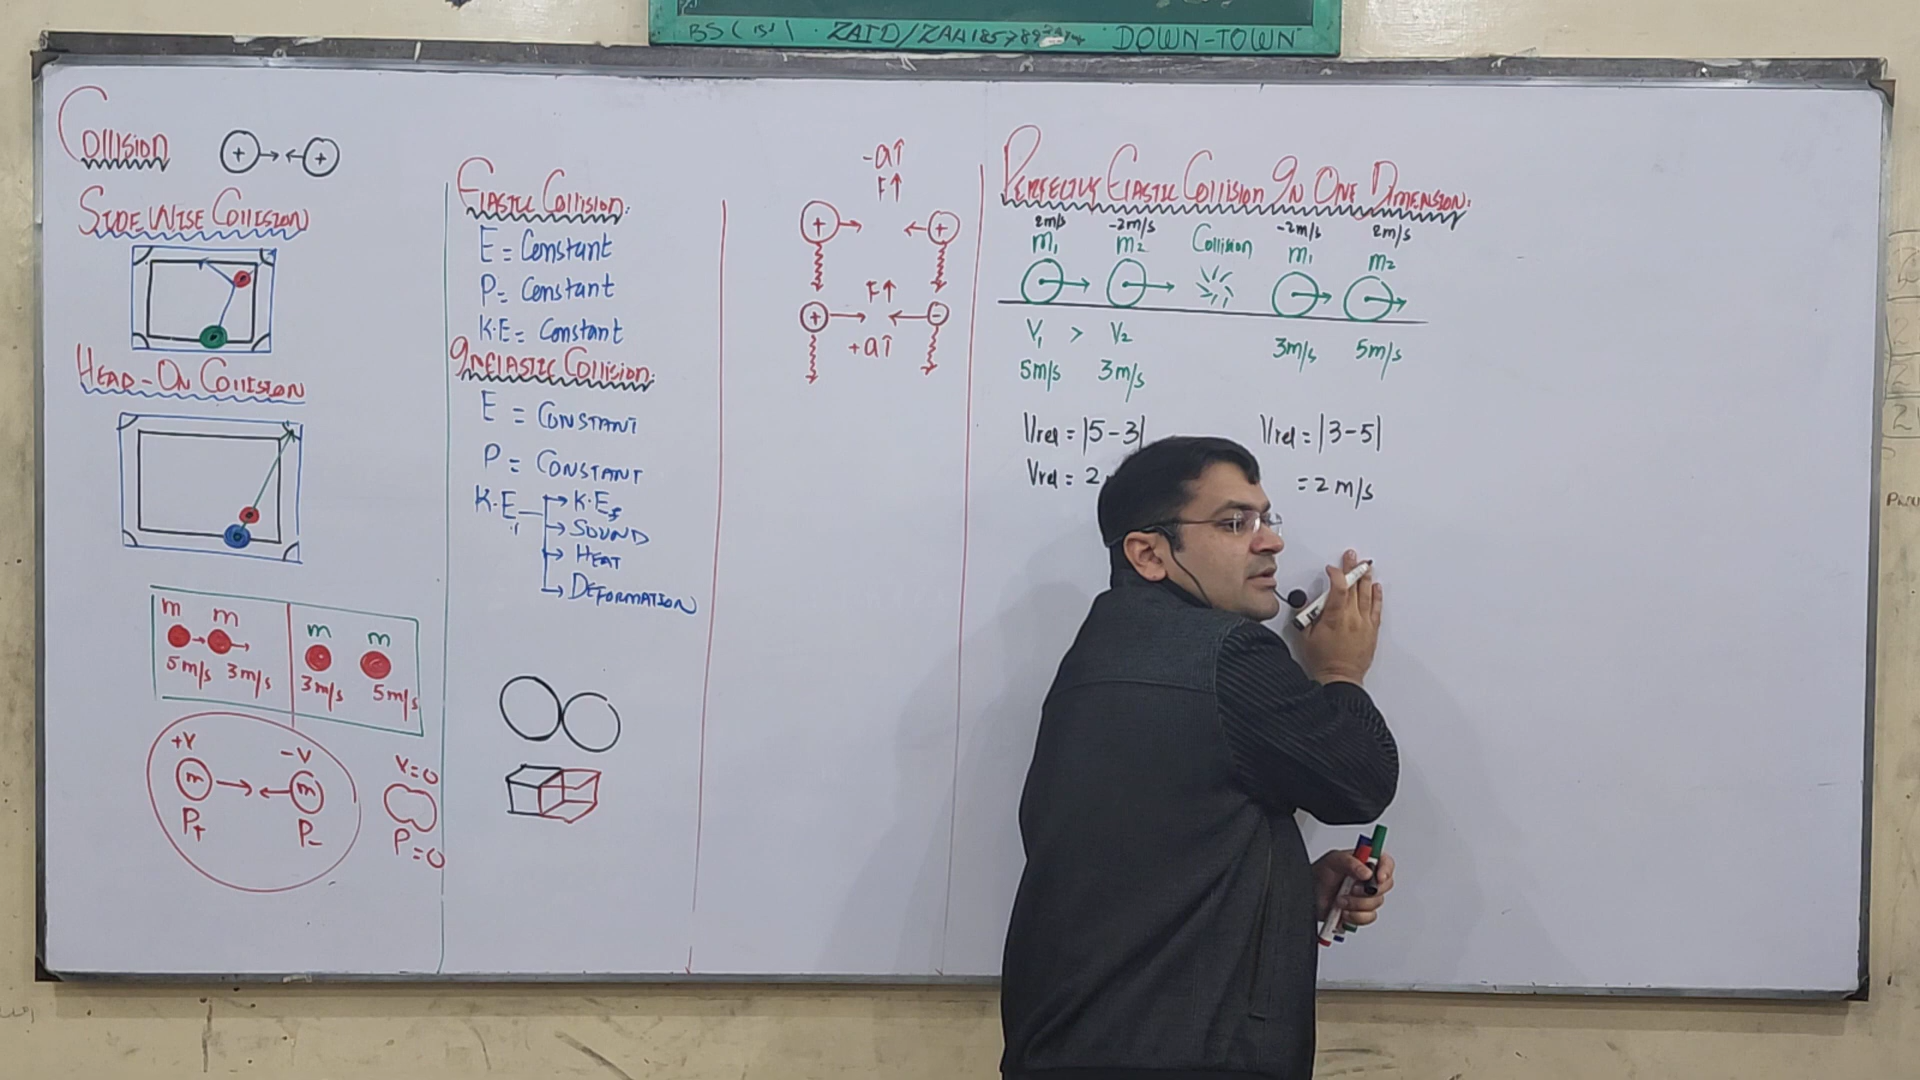 DOWN-TOWN
Collision
+ +
SIDE WISE COLLISION
HEAD-ON COLLISION
m m
5m/s 3m/s
m m
3m/s 5m/s
+V -V
m m
P+ P-
V=0
P=0
Elastic Collision:
E = Constant
P= Constant
K.E= Constant
INELASTIC COLLISION:
E = CONSTANT
P = CONSTANT
K.Ei
K.Ef
SOUND
HEAT
DEFORMATION
-a↑
F↑
+ +
F↑
+ -
+a↑
PERFECTLY ELASTIC COLLISION IN ONE DIMENSION:
2m/s -2m/s -2m/s 2m/s
m1 m2 Collision m1 m2
V1 > V2
5m/s 3m/s
3m/s 5m/s
Vrel = |5-3|
Vrel = 2
Vrel = |3-5|
= 2 m/s